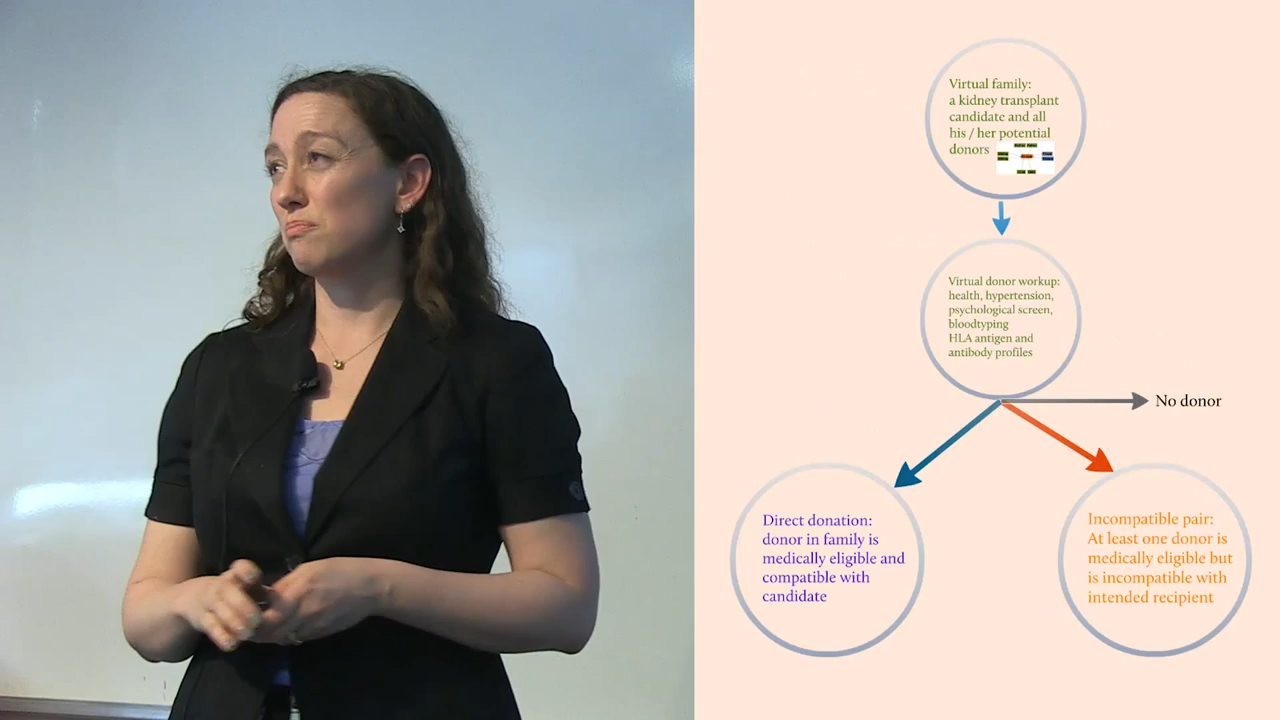 Virtual family:
a kidney transplant
candidate and all
his / her potential
donors
Virtual donor workup:
health, hypertension,
psychological screen,
bloodtyping
HLA antigen and
antibody profiles
No donor
Direct donation:
donor in family is
medically eligible and
compatible with
candidate
Incompatible pair:
At least one donor is
medically eligible but
is incompatible with
intended recipient